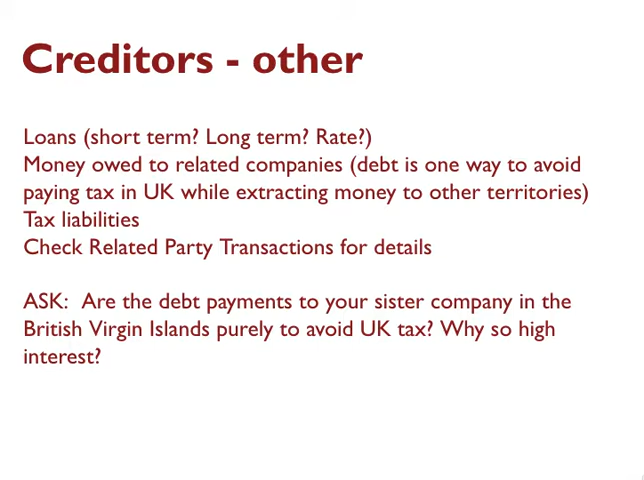 Creditors - other
Loans (short term? Long term? Rate?)
Money owed to related companies (debt is one way to avoid
paying tax in UK while extracting money to other territories)
Tax liabilities
Check Related Party Transactions for details
ASK:  Are the debt payments to your sister company in the
British Virgin Islands purely to avoid UK tax? Why so high
interest?